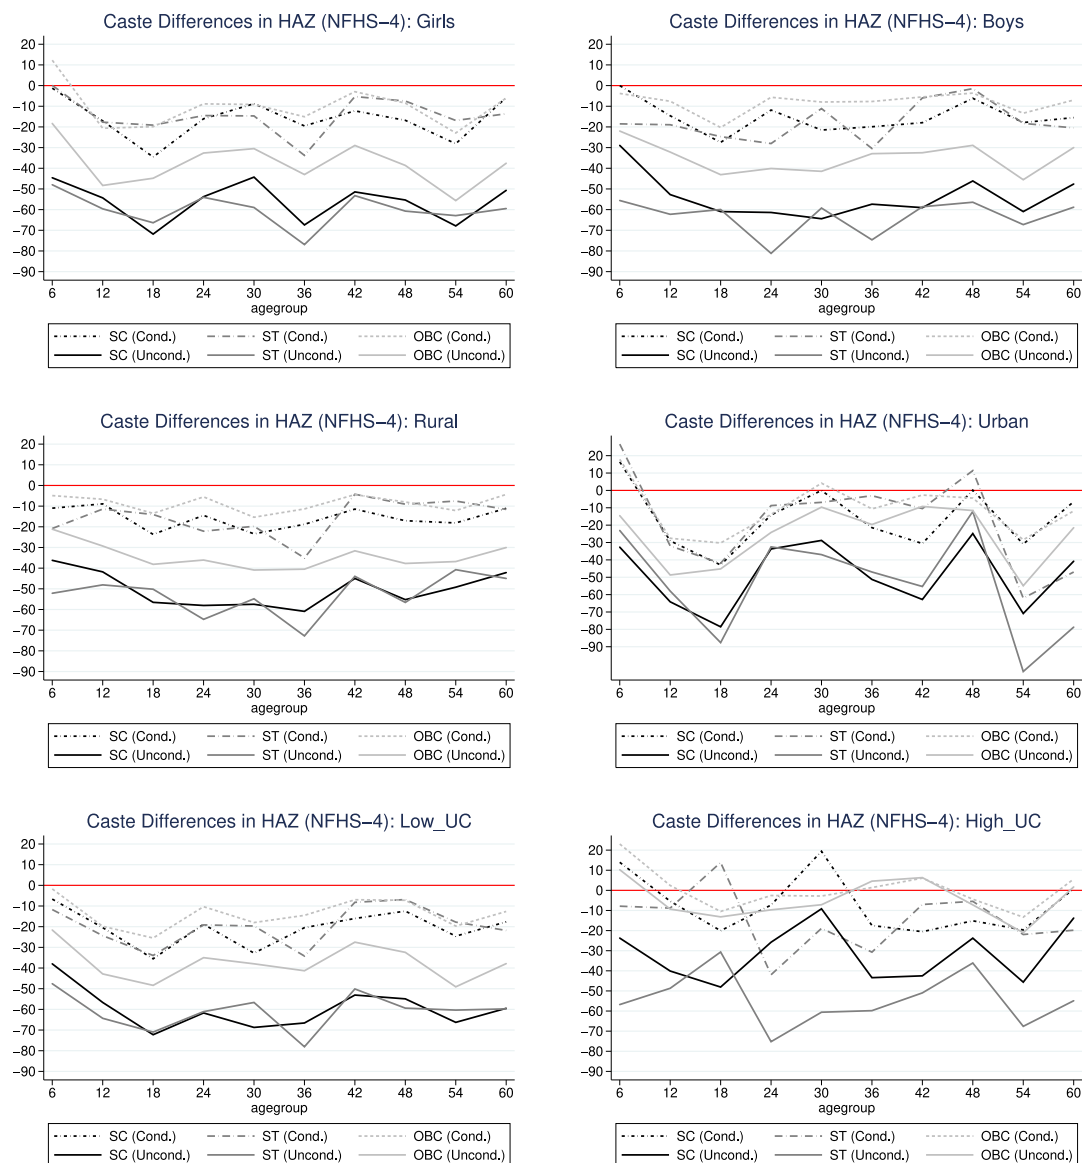 Caste Differences in HAZ (NFHS−4): Girls
20
10
0
−10
−20
−30
−40
−50
−60
−70
−80
−90
6 12 18 24 30 36 42 48 54 60
agegroup
SC (Cond.) ST (Cond.) OBC (Cond.)
SC (Uncond.) ST (Uncond.) OBC (Uncond.)
Caste Differences in HAZ (NFHS−4): Boys
20
10
0
−10
−20
−30
−40
−50
−60
−70
−80
−90
6 12 18 24 30 36 42 48 54 60
agegroup
SC (Cond.) ST (Cond.) OBC (Cond.)
SC (Uncond.) ST (Uncond.) OBC (Uncond.)
Caste Differences in HAZ (NFHS−4): Rural
20
10
0
−10
−20
−30
−40
−50
−60
−70
−80
−90
6 12 18 24 30 36 42 48 54 60
agegroup
SC (Cond.) ST (Cond.) OBC (Cond.)
SC (Uncond.) ST (Uncond.) OBC (Uncond.)
Caste Differences in HAZ (NFHS−4): Urban
20
10
0
−10
−20
−30
−40
−50
−60
−70
−80
−90
6 12 18 24 30 36 42 48 54 60
agegroup
SC (Cond.) ST (Cond.) OBC (Cond.)
SC (Uncond.) ST (Uncond.) OBC (Uncond.)
Caste Differences in HAZ (NFHS−4): Low_UC
20
10
0
−10
−20
−30
−40
−50
−60
−70
−80
−90
6 12 18 24 30 36 42 48 54 60
agegroup
SC (Cond.) ST (Cond.) OBC (Cond.)
SC (Uncond.) ST (Uncond.) OBC (Uncond.)
Caste Differences in HAZ (NFHS−4): High_UC
20
10
0
−10
−20
−30
−40
−50
−60
−70
−80
6 12 18 24 30 36 42 48 54 60
agegroup
SC (Cond.) ST (Cond.) OBC (Cond.)
SC (Uncond.) ST (Uncond.) OBC (Uncond.)